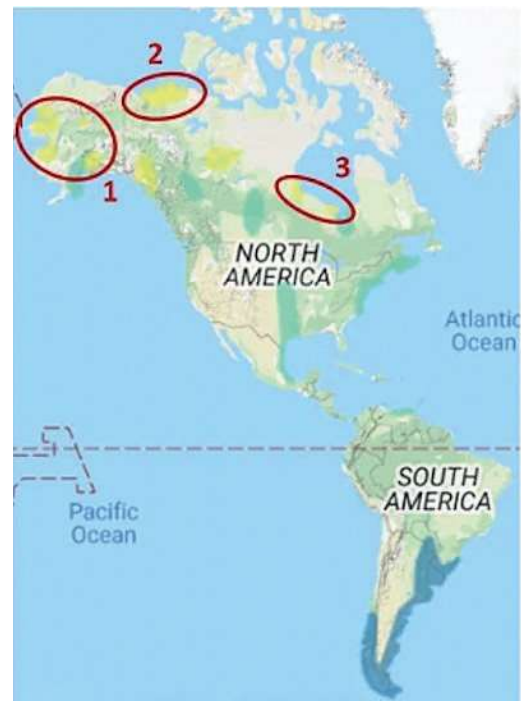 2
1
3
NORTH
AMERICA
Atlantic
Ocean
SOUTH
AMERICA
Pacific
Ocean